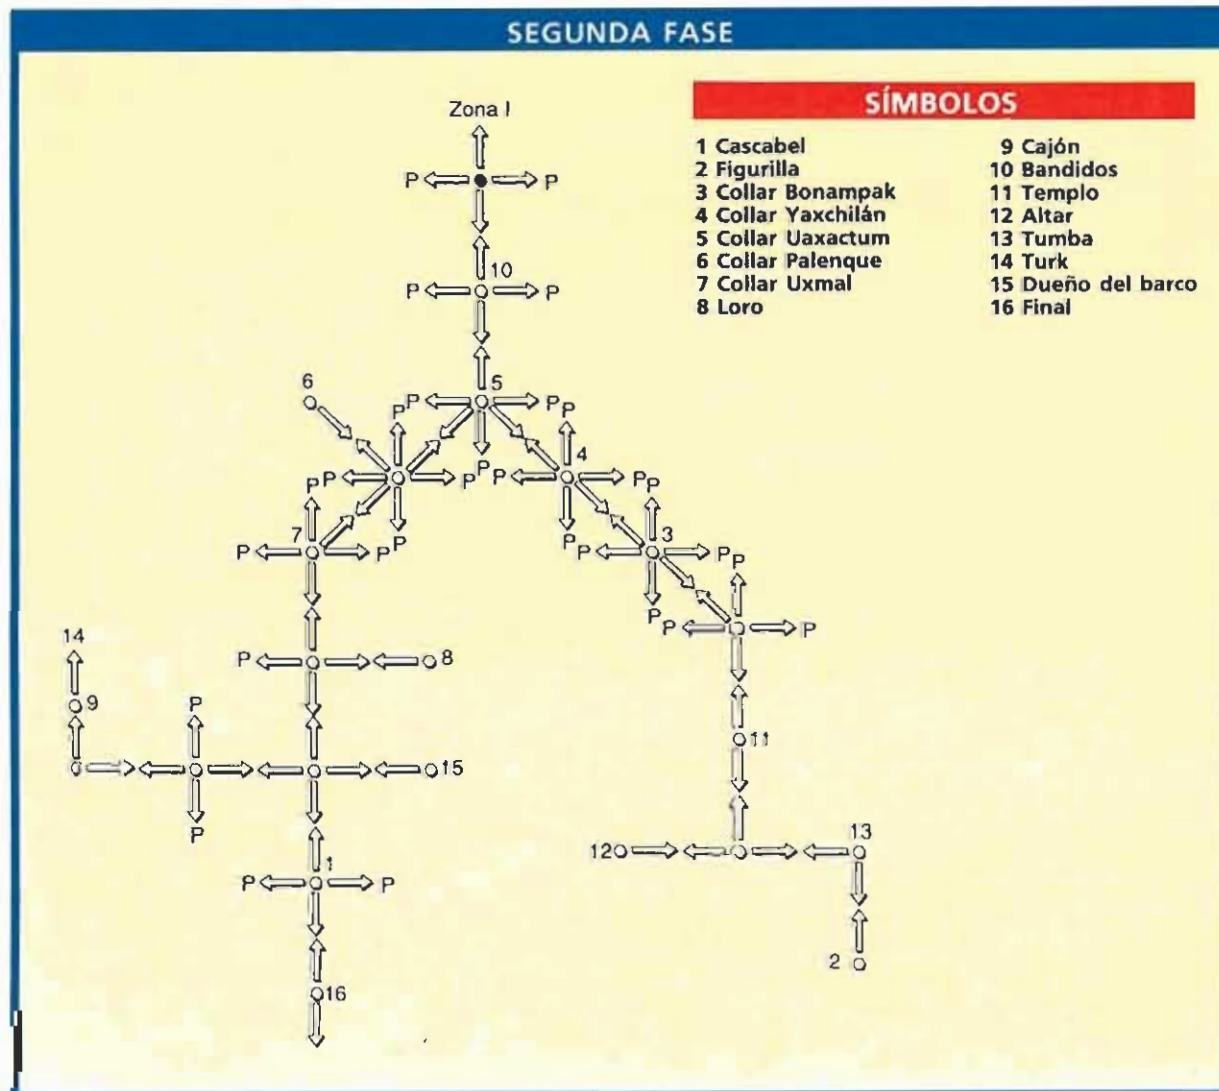 SEGUNDA FASE
SÍMBOLOS
1 Cascabel
2 Figurilla
3 Collar Bonampak
4 Collar Yaxchilán
5 Collar Uaxactum
6 Collar Palenque
7 Collar Uxmal
8 Loro
9 Cajón
10 Bandidos
11 Templo
12 Altar
13 Tumba
14 Turk
15 Dueño del barco
16 Final
Zona I
P P
10
P P
6 5
P P P P
P P 4
P P P P
7 P P 3
P P P P P P
P P
P P
14
P 8
9 P
11
15
P
13
12
1
P P
2
16